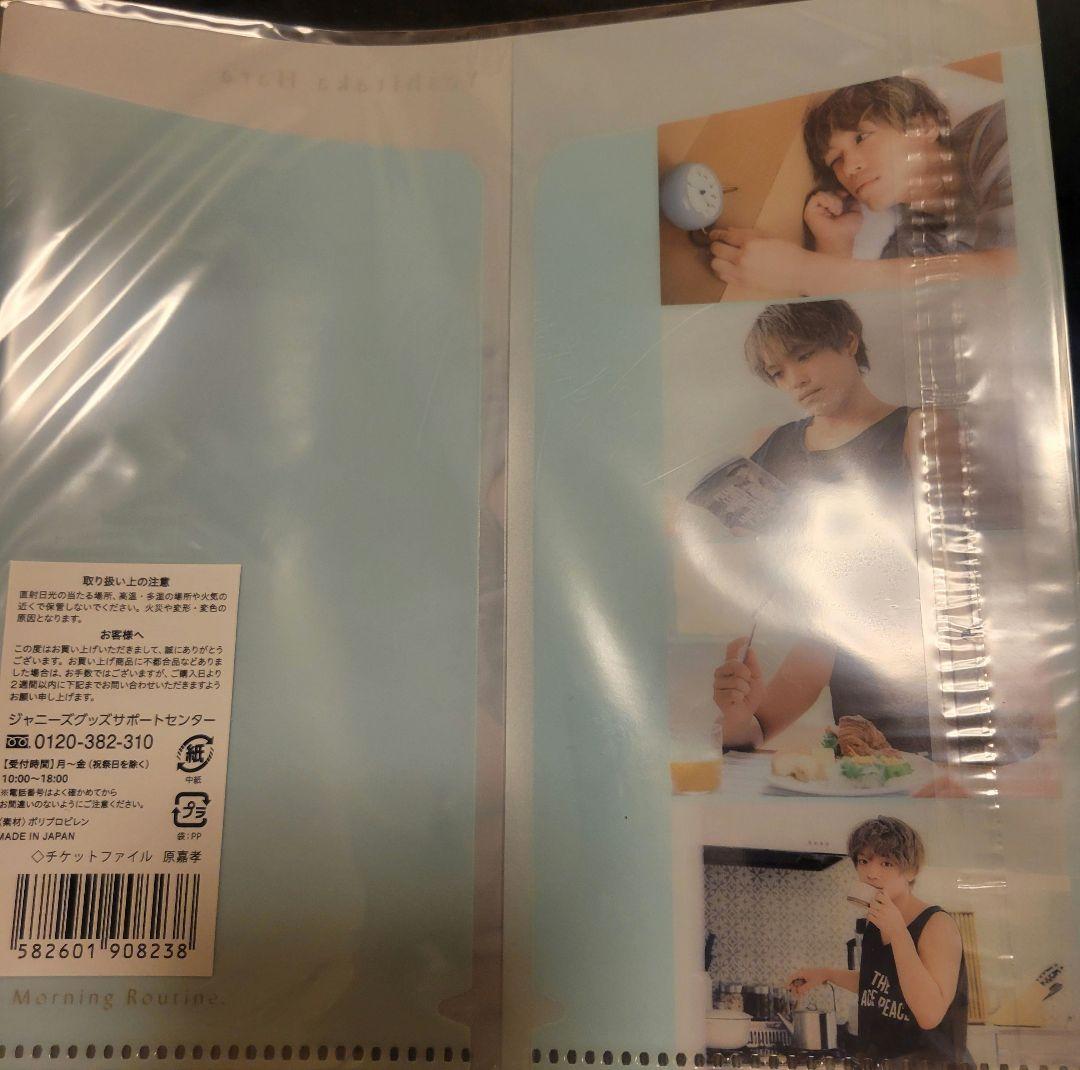 Yoshitaka Hara
取り扱い上の注意
直射日光の当たる場所、高温・多湿の場所や火気の
近くで保管しないでください。火災や変形・変色の
原因となります。
お客様へ
この度はお買い上げいただきまして、誠にありがとう
ございます。お買い上げ商品に不都合品などありま
した場合は、お手数ではございますが、ご購入日より
2週間以内に下記までお問い合わせいただきますよう
お願い申し上げます。
ジャニーズグッズサポートセンター
0120-382-310
【受付時間】月〜金(祝祭日を除く)
10:00〜18:00
※電話番号はよく確かめてから
お間違いのないようにご注意ください。
紙
中紙
プラ
袋:PP
(素材)ポリプロピレン
MADE IN JAPAN
◇チケットファイル 原嘉孝
582601 908238
Morning Routine.
THE
PEACE